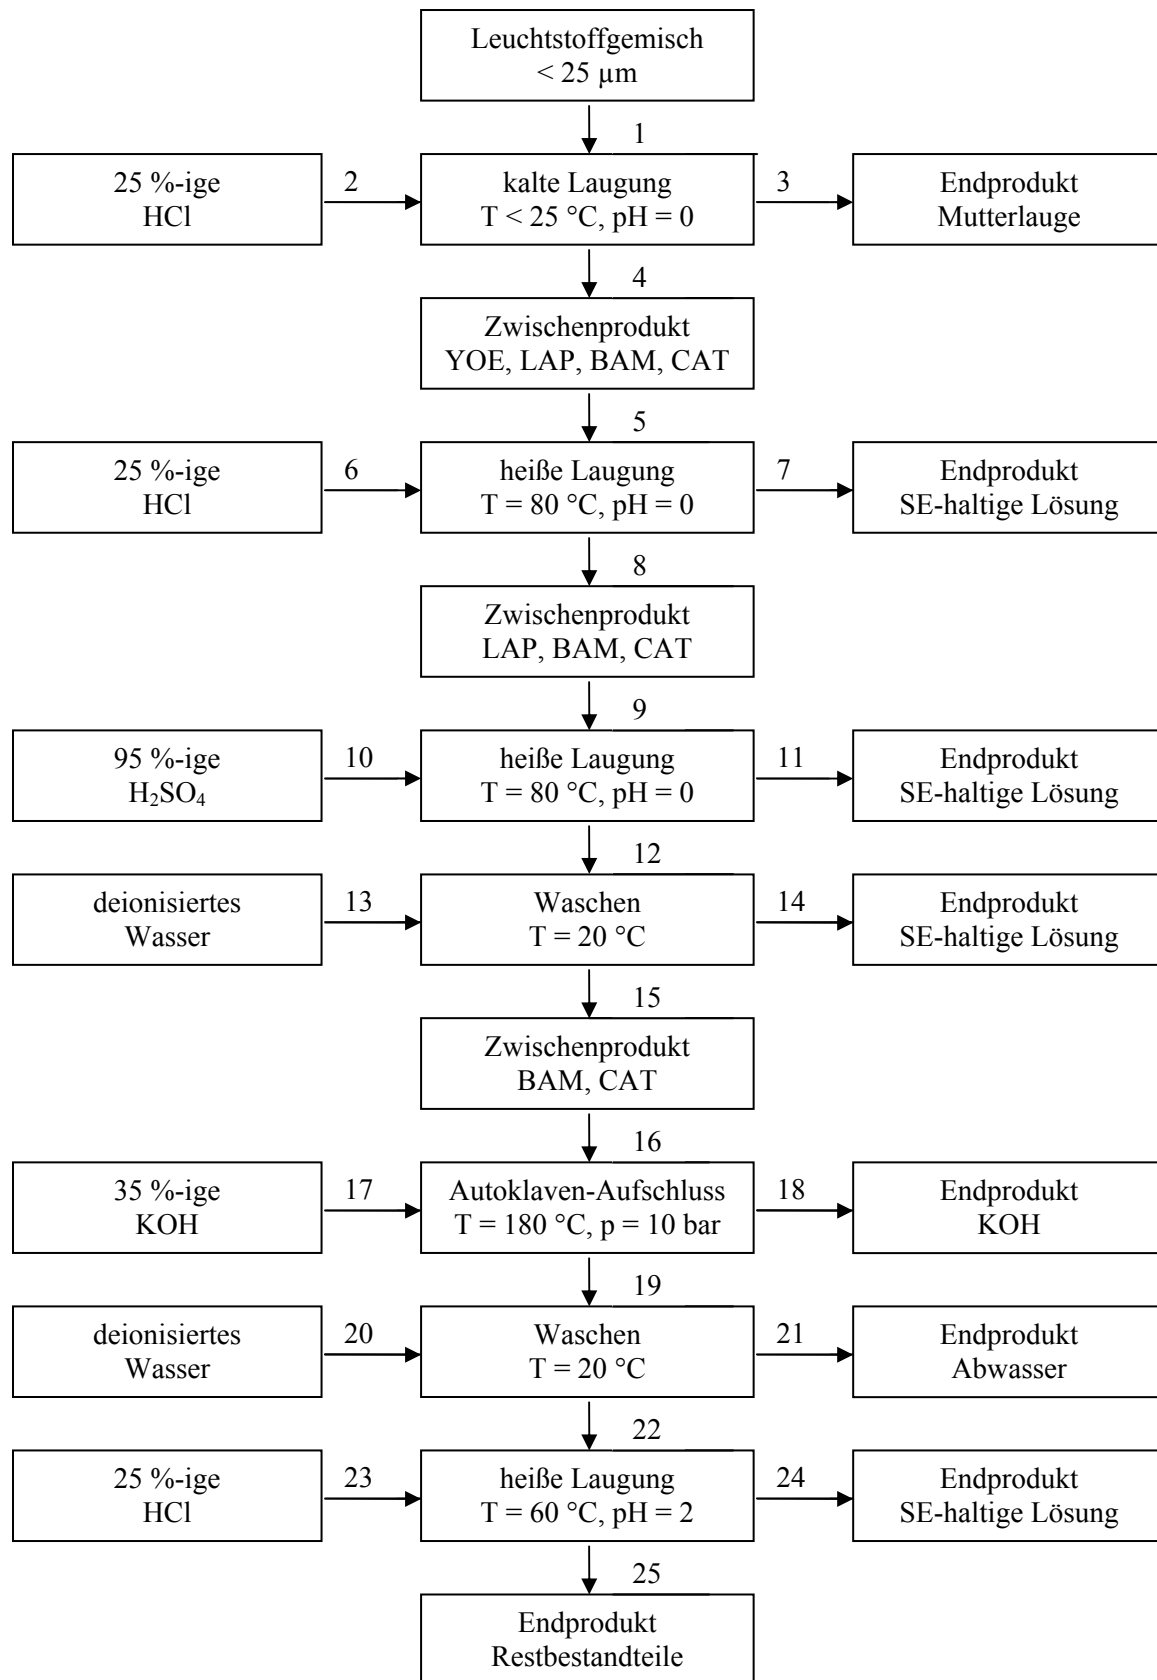 Leuchtstoffgemisch
< 25 µm
1
25 %-ige
HCl
2
kalte Laugung
T < 25 °C, pH = 0
3
Endprodukt
Mutterlauge
4
Zwischenprodukt
YOE, LAP, BAM, CAT
5
25 %-ige
HCl
6
heiße Laugung
T = 80 °C, pH = 0
7
Endprodukt
SE-haltige Lösung
8
Zwischenprodukt
LAP, BAM, CAT
9
95 %-ige
H₂SO₄
10
heiße Laugung
T = 80 °C, pH = 0
11
Endprodukt
SE-haltige Lösung
12
deionisiertes
Wasser
13
Waschen
T = 20 °C
14
Endprodukt
SE-haltige Lösung
15
Zwischenprodukt
BAM, CAT
16
35 %-ige
KOH
17
Autoklaven-Aufschluss
T = 180 °C, p = 10 bar
18
Endprodukt
KOH
19
deionisiertes
Wasser
20
Waschen
T = 20 °C
21
Endprodukt
Abwasser
22
25 %-ige
HCl
23
heiße Laugung
T = 60 °C, pH = 2
24
Endprodukt
SE-haltige Lösung
25
Endprodukt
Restbestandteile